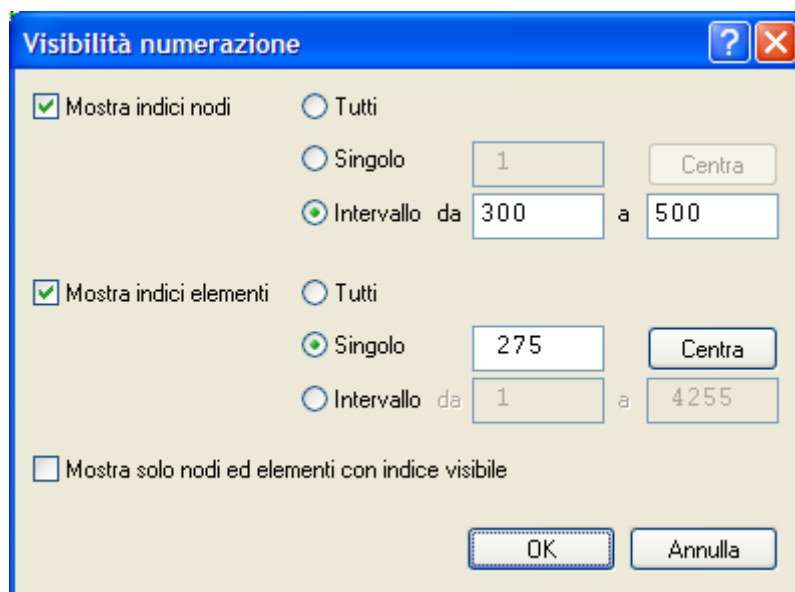 Visibilità numerazione
Mostra indici nodi Tutti
Singolo 1 Centra
Intervallo da 300 a 500
Mostra indici elementi Tutti
Singolo 275 Centra
Intervallo da 1 a 4255
Mostra solo nodi ed elementi con indice visibile
OK Annulla